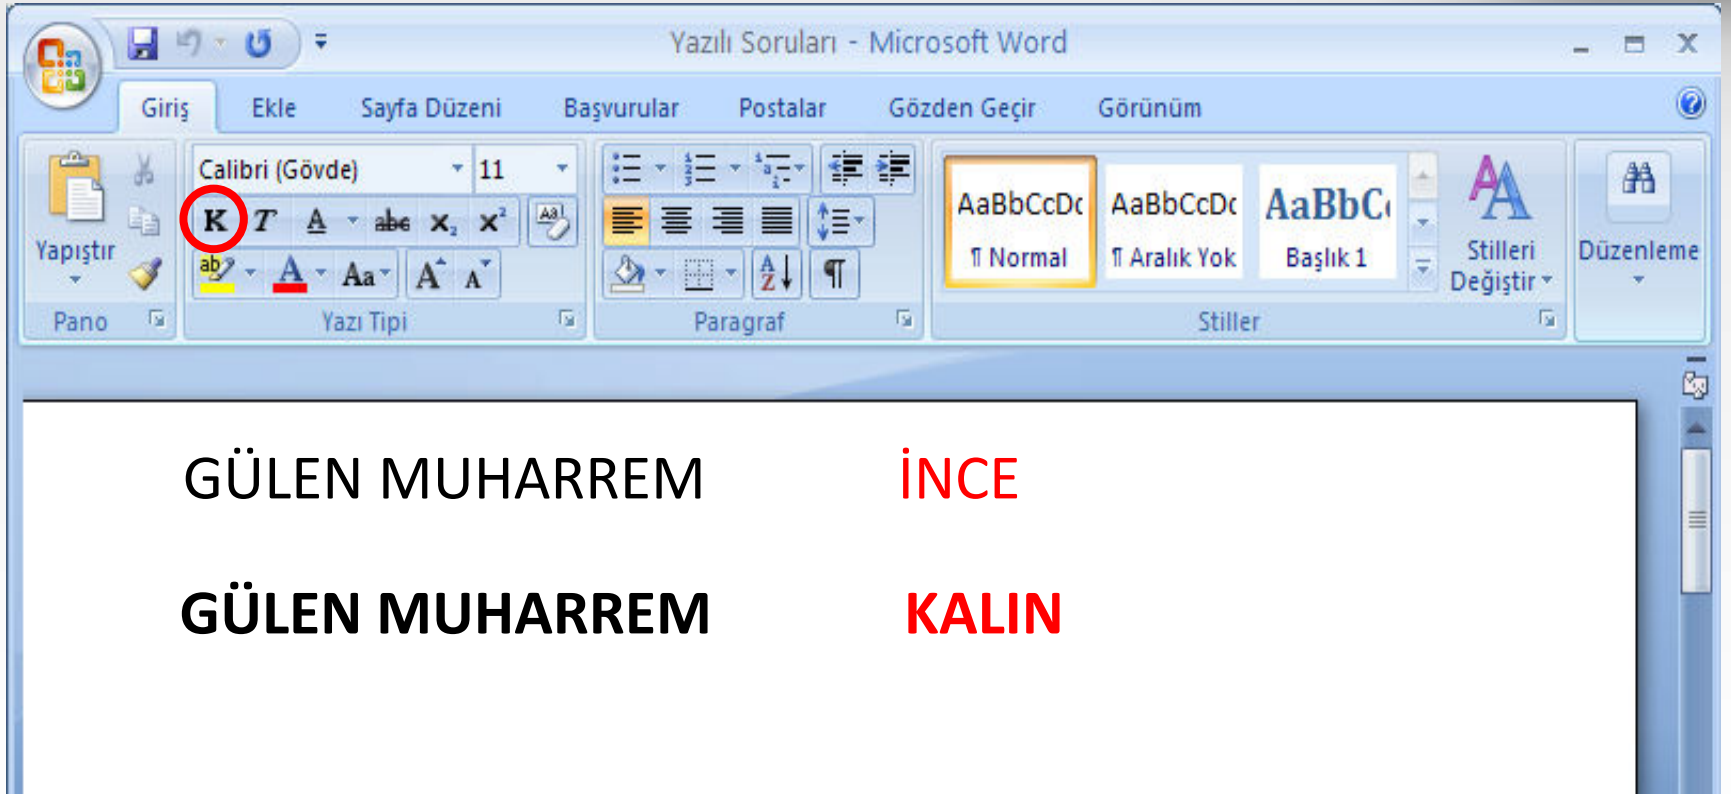 Yazılı Soruları - Microsoft Word
Giriş Ekle Sayfa Düzeni Başvurular Postalar Gözden Geçir Görünüm
Calibri (Gövde) 11
K T A abc x₂ x² Aa
ab A Aa A A A Z ¶
Yapıştır
AaBbCcDc AaBbCcDc AaBbC
¶ Normal ¶ Aralık Yok Başlık 1
Stilleri Değiştir
Düzenleme
Pano Yazı Tipi Paragraf Stiller
GÜLEN MUHARREM İNCE
GÜLEN MUHARREM KALIN